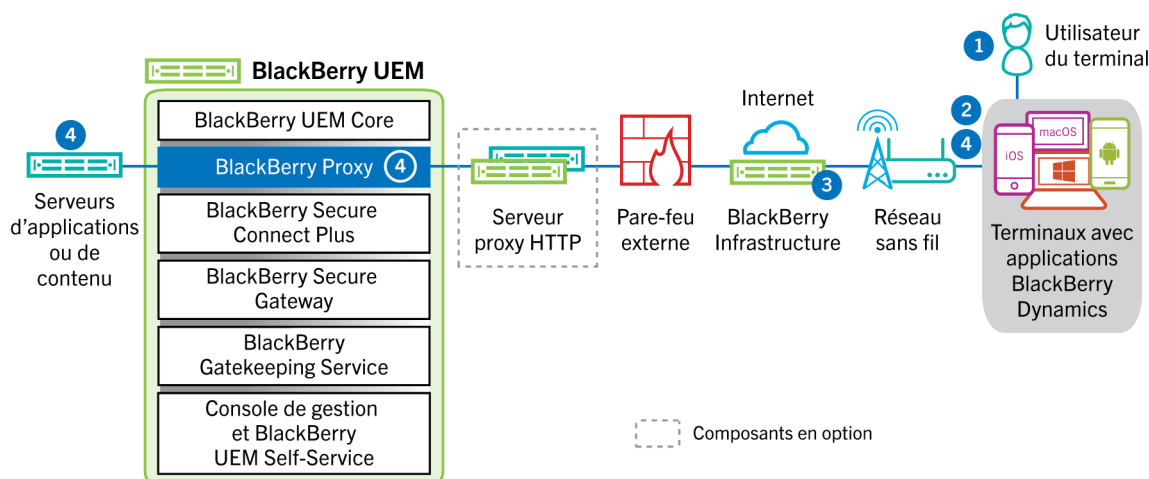 1
Utilisateur
du terminal
BlackBerry UEM
BlackBerry UEM Core
4
BlackBerry Proxy 4
Internet
2
4
macOS
iOS
3
Serveurs
d'applications
ou de
contenu
BlackBerry Secure
Connect Plus
Serveur
proxy HTTP
Pare-feu
externe
BlackBerry
Infrastructure
Réseau
sans fil
Terminaux avec
applications
BlackBerry
Dynamics
BlackBerry Secure
Gateway
BlackBerry
Gatekeeping Service
Console de gestion
et BlackBerry
UEM Self-Service
Composants en option